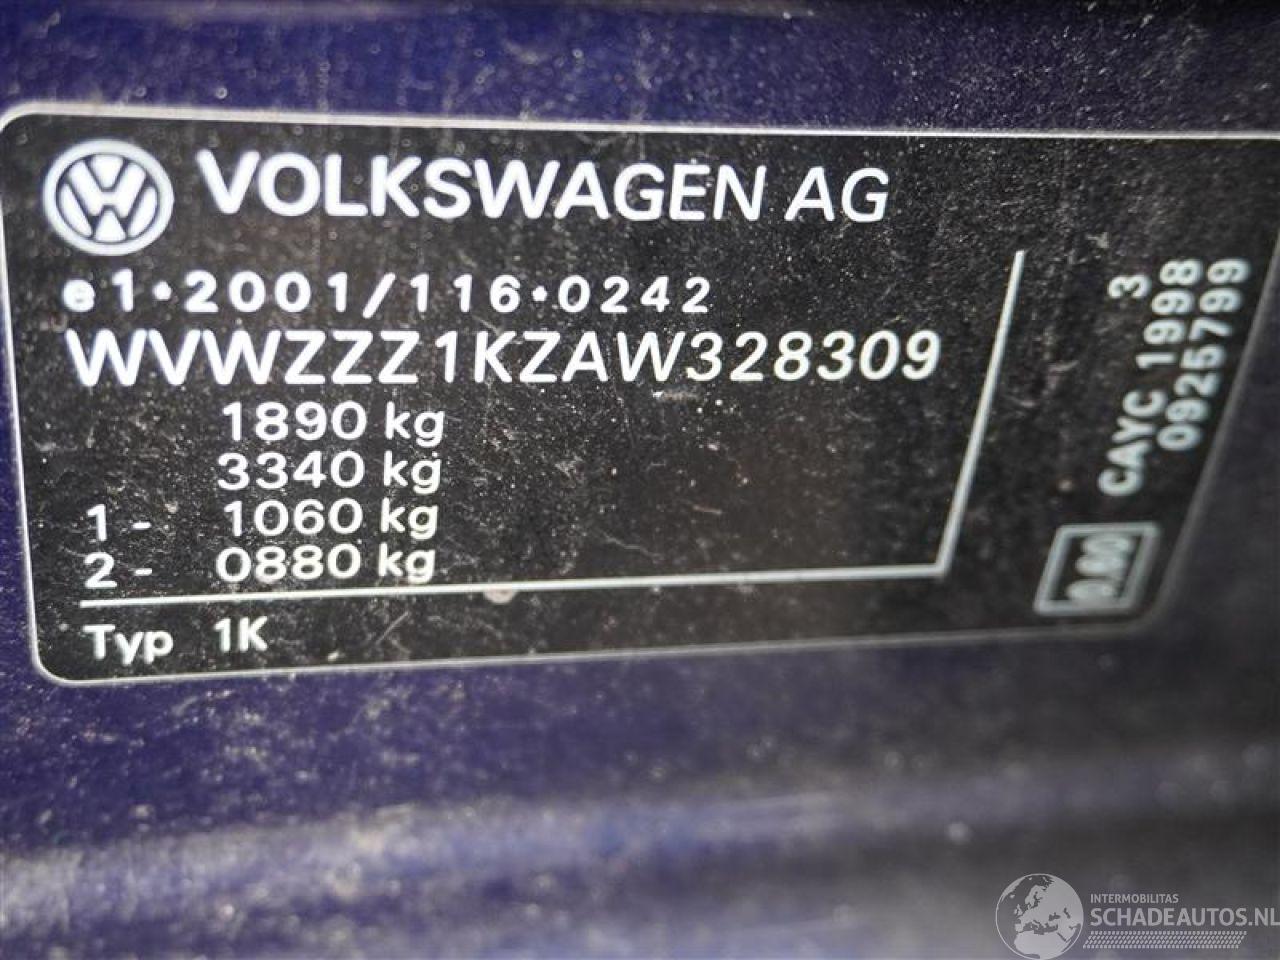 VOLKSWAGEN AG
e1*2001/116*0242
WVWZZZ1KZAW328309
1890 kg
3340 kg
1- 1060 kg
2- 0880 kg
Typ 1K
3
CAYC 1998
0925799
INTERMOBILITAS
SCHADEAUTOS.NL